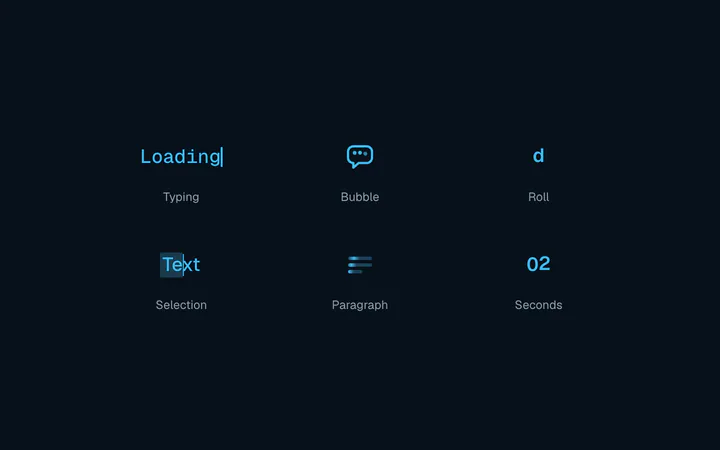 Loading
Typing
Bubble
d
Roll
Text
Selection
Paragraph
02
Seconds